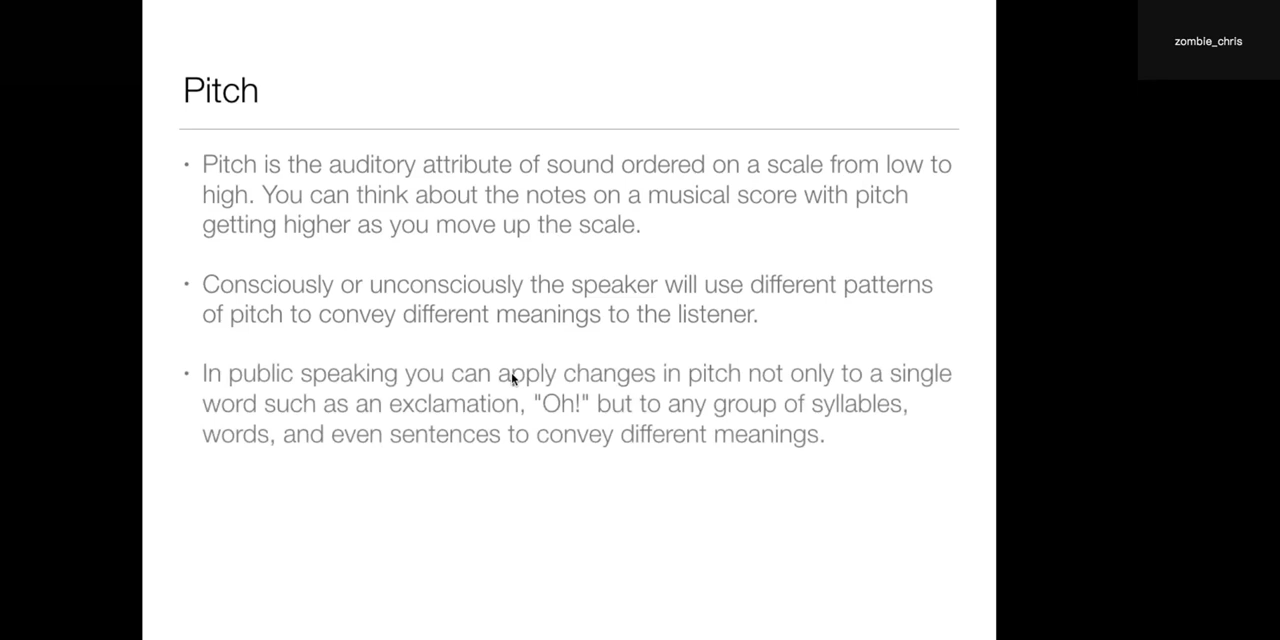 zombie_chris
Pitch
• Pitch is the auditory attribute of sound ordered on a scale from low to
high. You can think about the notes on a musical score with pitch
getting higher as you move up the scale.
• Consciously or unconsciously the speaker will use different patterns
of pitch to convey different meanings to the listener.
• In public speaking you can apply changes in pitch not only to a single
word such as an exclamation, "Oh!" but to any group of syllables,
words, and even sentences to convey different meanings.